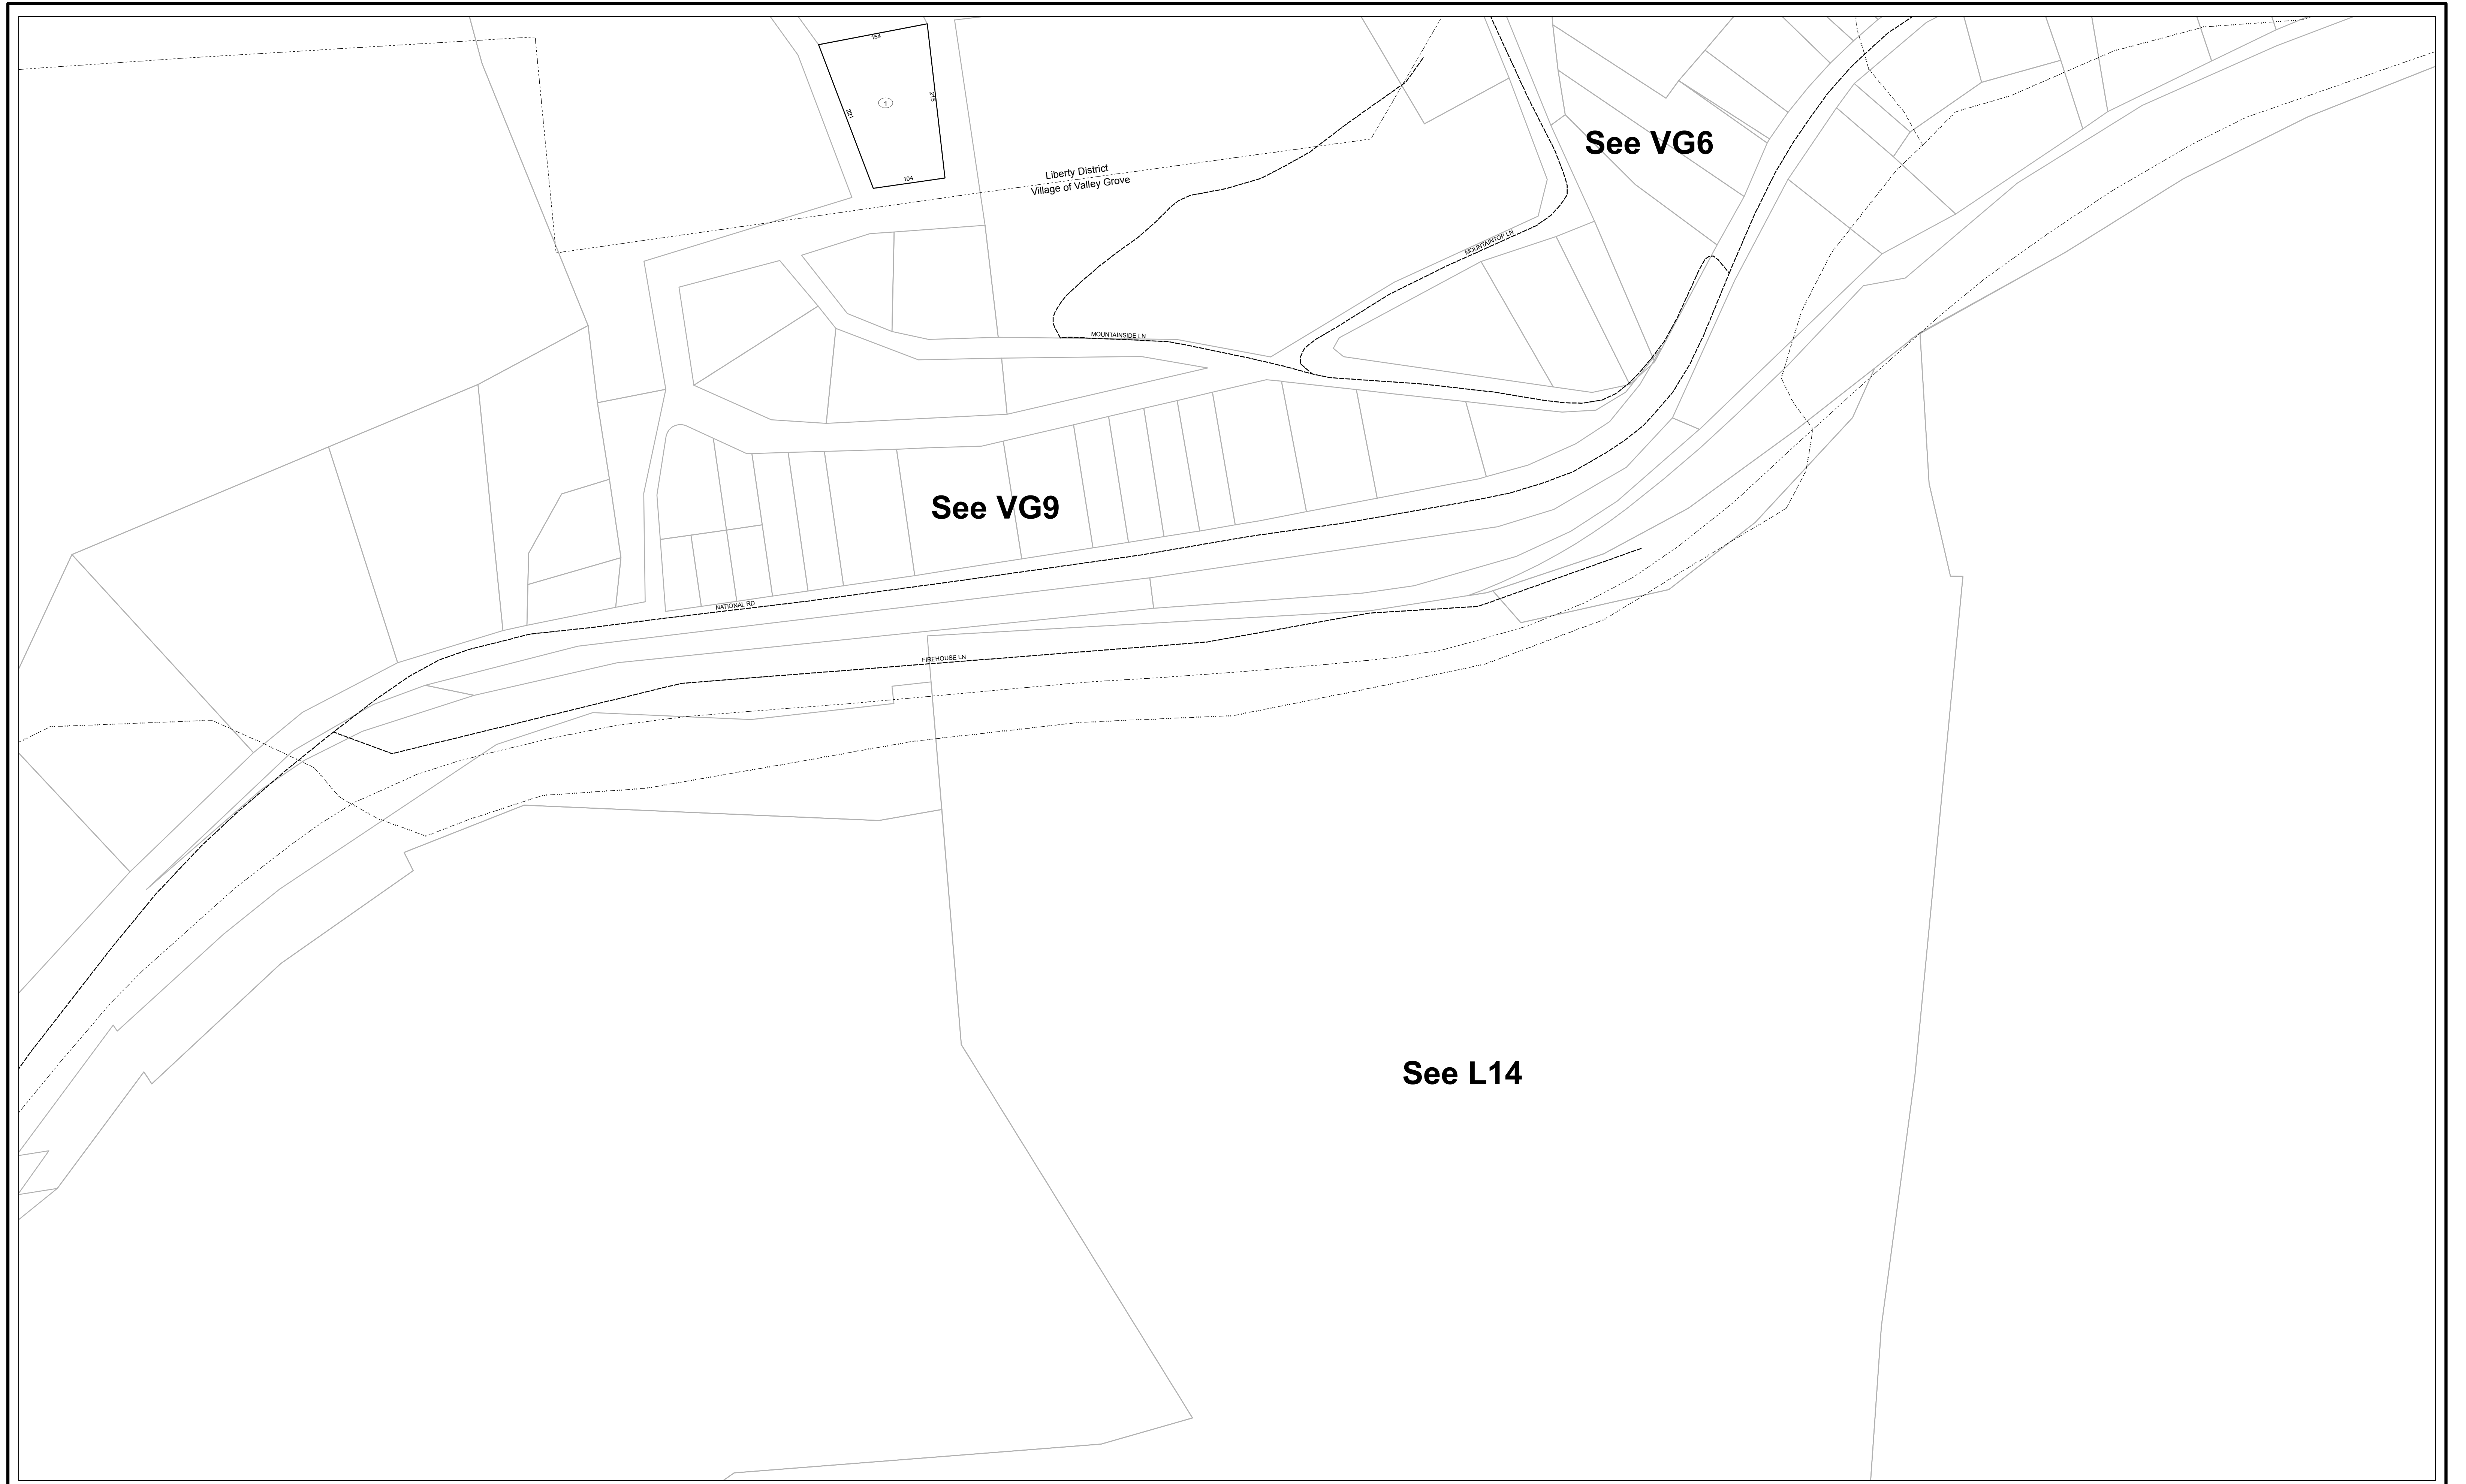 154
1
215
221
104
See VG6
Liberty District
Village of Valley Grove
MOUNTAINTOP LN
MOUNTAINSIDE LN
See VG9
NATIONAL RD
FIREHOUSE LN
See L14